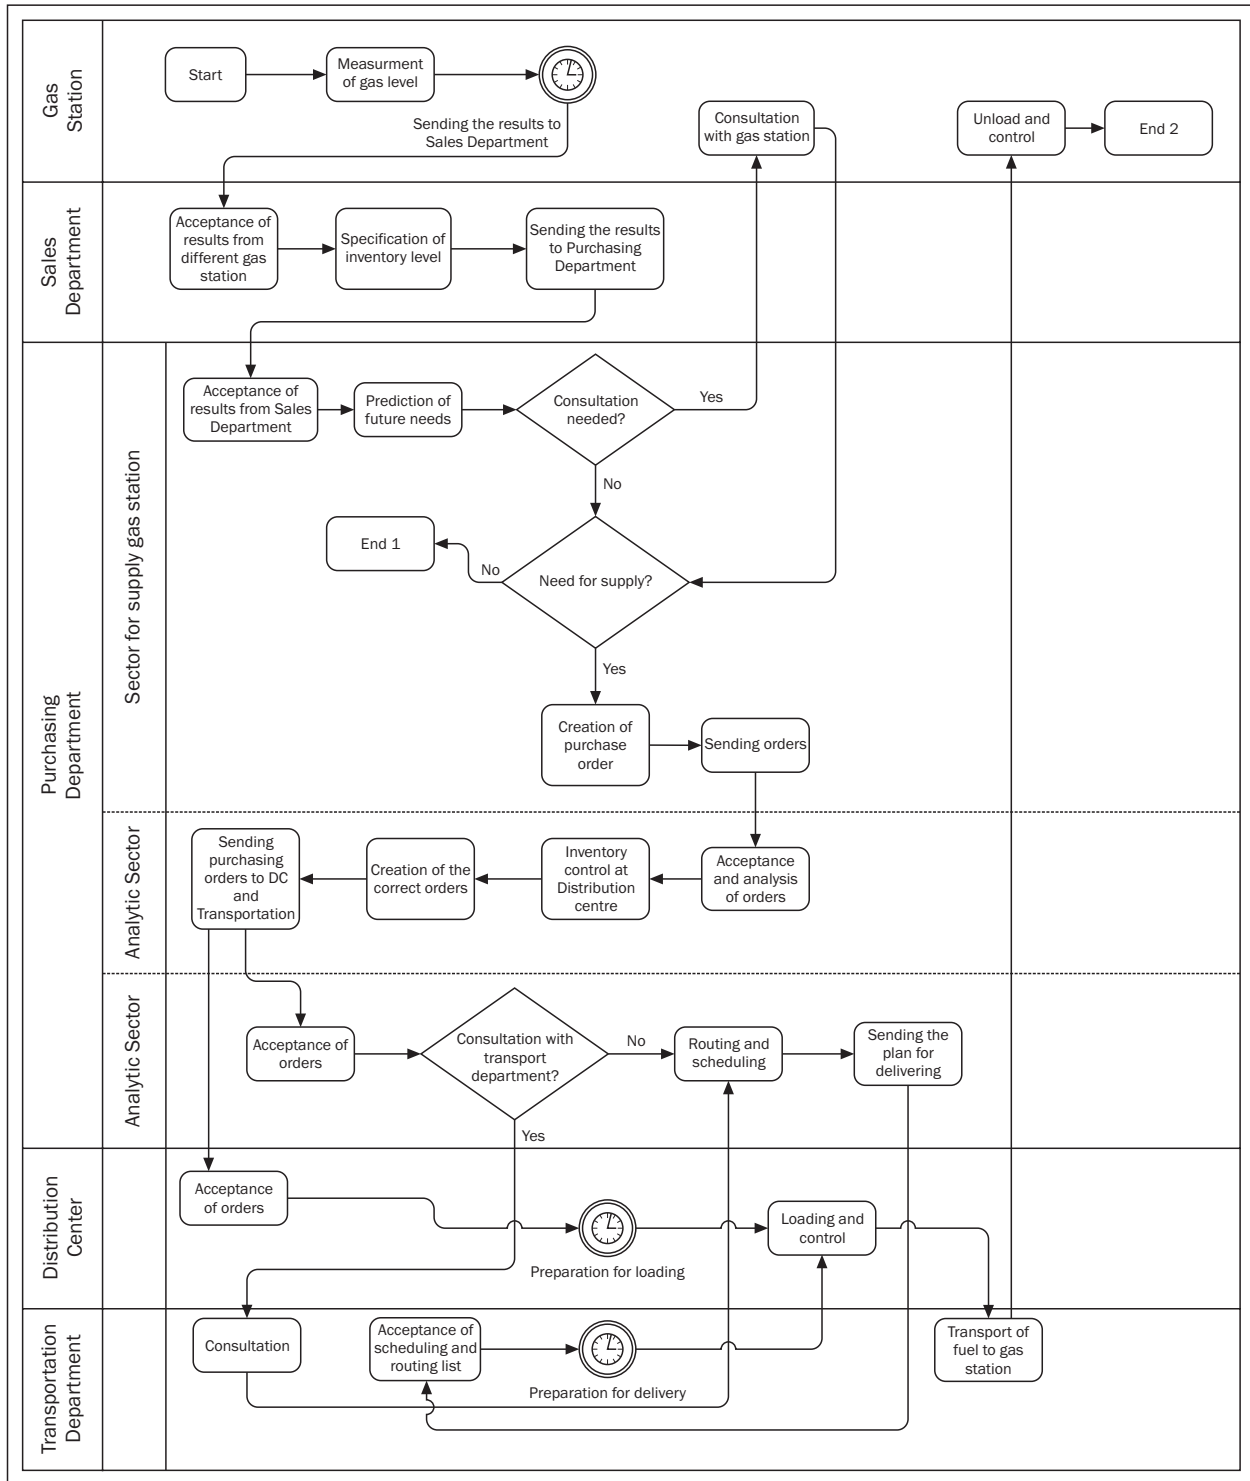 Gas
Station
Start
Measurment
of gas level
Sending the results to
Sales Department
Consultation
with gas station
Unload and
control
End 2
Sales
Department
Acceptance of
results from
different gas
station
Specification of
inventory level
Sending the results
to Purchasing
Department
Purchasing
Department
Sector for supply gas station
Acceptance of
results from Sales
Department
Prediction of
future needs
Consultation
needed?
Yes
No
End 1
No
Need for supply?
Yes
Creation of
purchase
order
Sending orders
Analytic Sector
Sending
purchasing
orders to DC
and
Transportation
Creation of the
correct orders
Inventory
control at
Distribution
centre
Acceptance
and analysis
of orders
Analytic Sector
Acceptance of
orders
Consultation with
transport
department?
No
Yes
Routing and
scheduling
Sending the
plan for
delivering
Distribution
Center
Acceptance
of orders
Preparation for loading
Loading and
control
Transportation
Department
Consultation
Acceptance of
scheduling and
routing list
Preparation for delivery
Transport of
fuel to gas
station